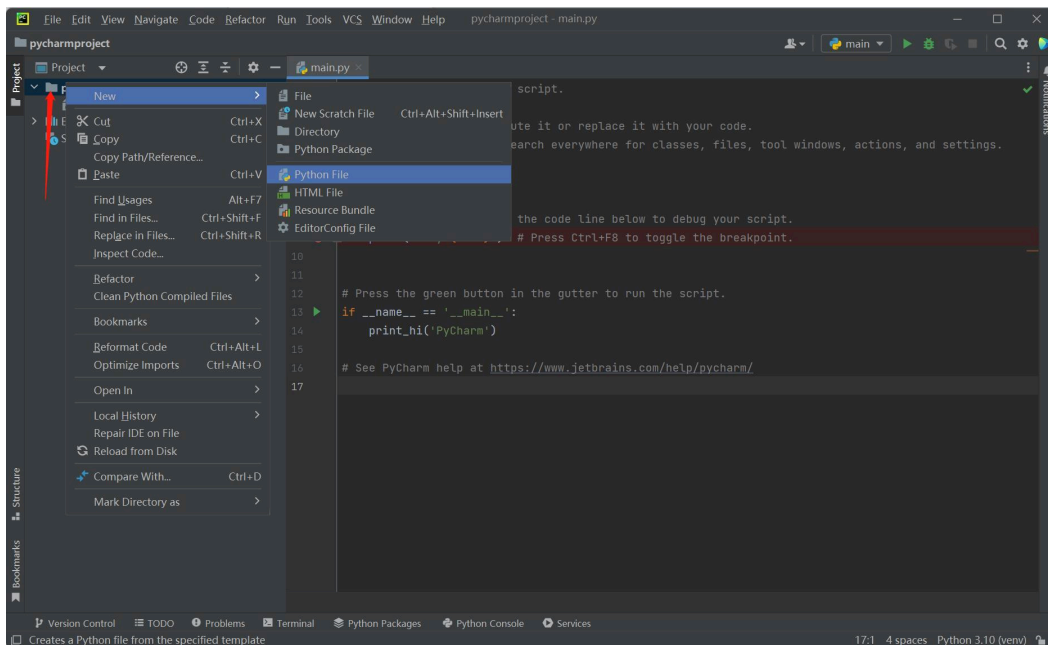 File Edit View Navigate Code Refactor Run Tools VCS Window Help pycharmproject - main.py
pycharmproject
main
Project
main.py
Project
Notifications
New
File
New Scratch File Ctrl+Alt+Shift+Insert
Directory
Python Package
Python File
HTML File
Resource Bundle
EditorConfig File
Cut Ctrl+X
Copy Ctrl+C
Copy Path/Reference...
Paste Ctrl+V
Find Usages Alt+F7
Find in Files... Ctrl+Shift+F
Replace in Files... Ctrl+Shift+R
Inspect Code...
Refactor
Clean Python Compiled Files
Bookmarks
Reformat Code Ctrl+Alt+L
Optimize Imports Ctrl+Alt+O
Open In
Local History
Repair IDE on File
Reload from Disk
Compare With... Ctrl+D
Mark Directory as
script.
or replace it with your code.
everywhere for classes, files, tool windows, actions, and settings.
the code line below to debug your script.
# Press Ctrl+F8 to toggle the breakpoint.
10
11
12 # Press the green button in the gutter to run the script.
13 if __name__ == '__main__':
14 print_hi('PyCharm')
15
16 # See PyCharm help at https://www.jetbrains.com/help/pycharm/
17
Structure
Bookmarks
Version Control TODO Problems Terminal Python Packages Python Console Services
Creates a Python file from the specified template 17:1 4 spaces Python 3.10 (venv)